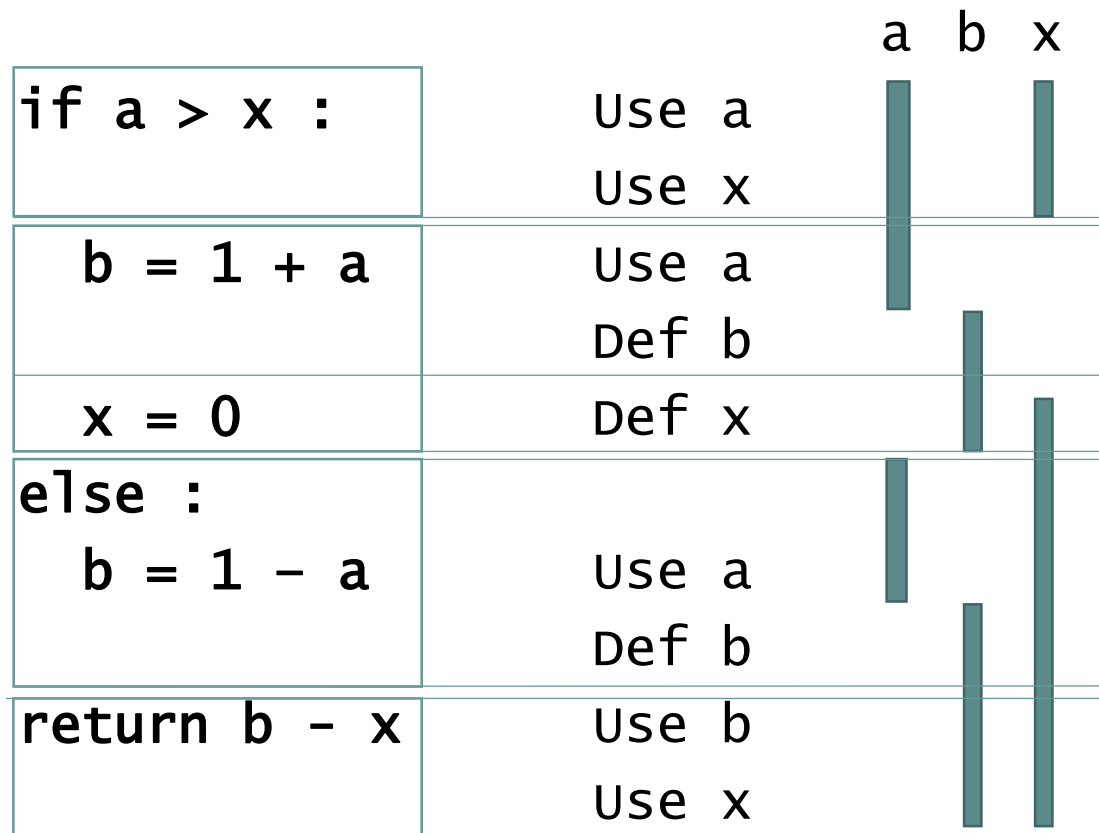 a b x
if a > x : Use a
Use x
b = 1 + a Use a
Def b
x = 0 Def x
else :
b = 1 – a Use a
Def b
return b – x Use b
Use x